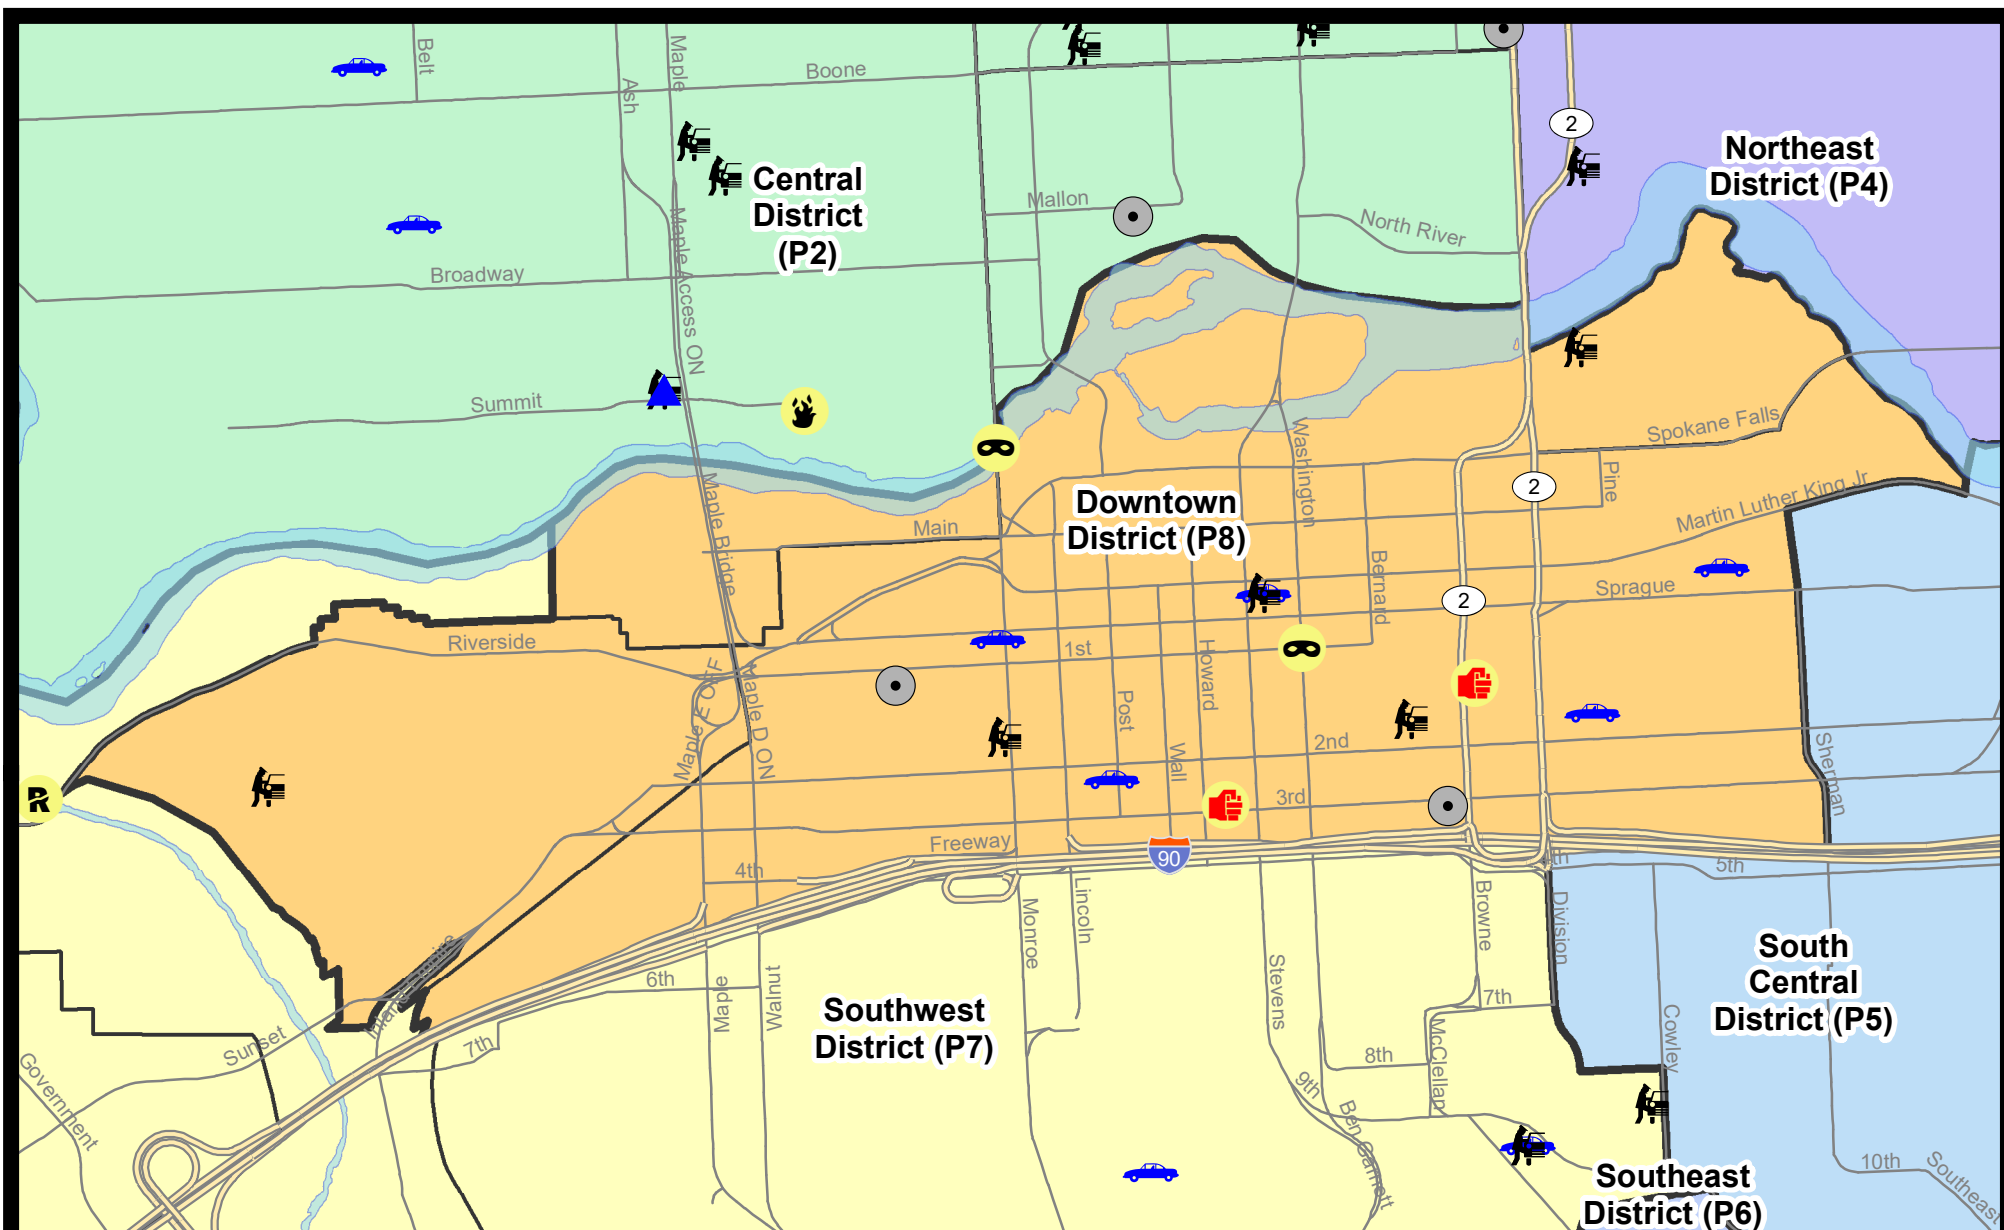 Belt
Maple
Ash
Boone
2
Northeast
District (P4)
Central
District
(P2)
Mallon
North River
Maple Access ON
Broadway
Summit
Spokane Falls
Washington
Pine
2
Martin Luther King Jr
Downtown
District (P8)
Main
Maple Bridge
Bernard
Sprague
2
Riverside
1st
Howard
Maple E OFF
Maple D ON
Post
Wall
2nd
Sherman
R
3rd
Freeway
90
4th
4th
5th
Lincoln
Monroe
Browne
Division
South
Central
District (P5)
6th
Maple
Walnut
Stevens
Southwest
District (P7)
7th
Sunset
7th
McClellan
Cowley
8th
9th
Government
Ben Garnett
10th
Southeast
Southeast
District (P6)